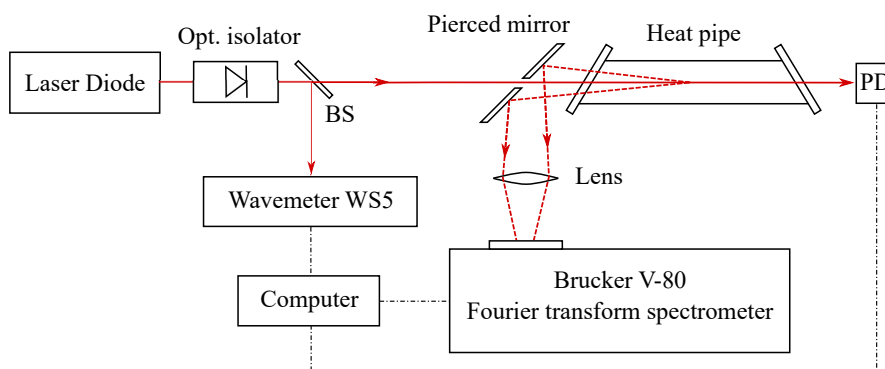 Pierced mirror
Opt. isolator
Heat pipe
Laser Diode
PD
BS
Lens
Wavemeter WS5
Computer
Brucker V-80
Fourier transform spectrometer